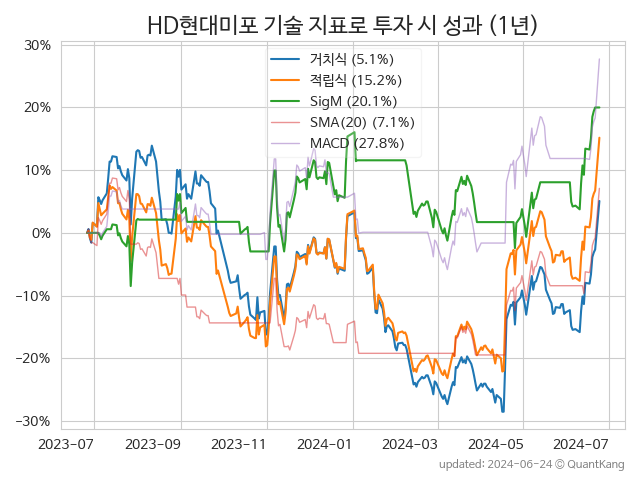 HD현대미포 기술 지표로 투자 시 성과 (1년)
30%
20%
10%
0%
−10%
−20%
−30%
거치식 (5.1%)
적립식 (15.2%)
SigM (20.1%)
SMA(20) (7.1%)
MACD (27.8%)
2023-07 2023-09 2023-11 2024-01 2024-03 2024-05 2024-07
updated: 2024-06-24 © QuantKang